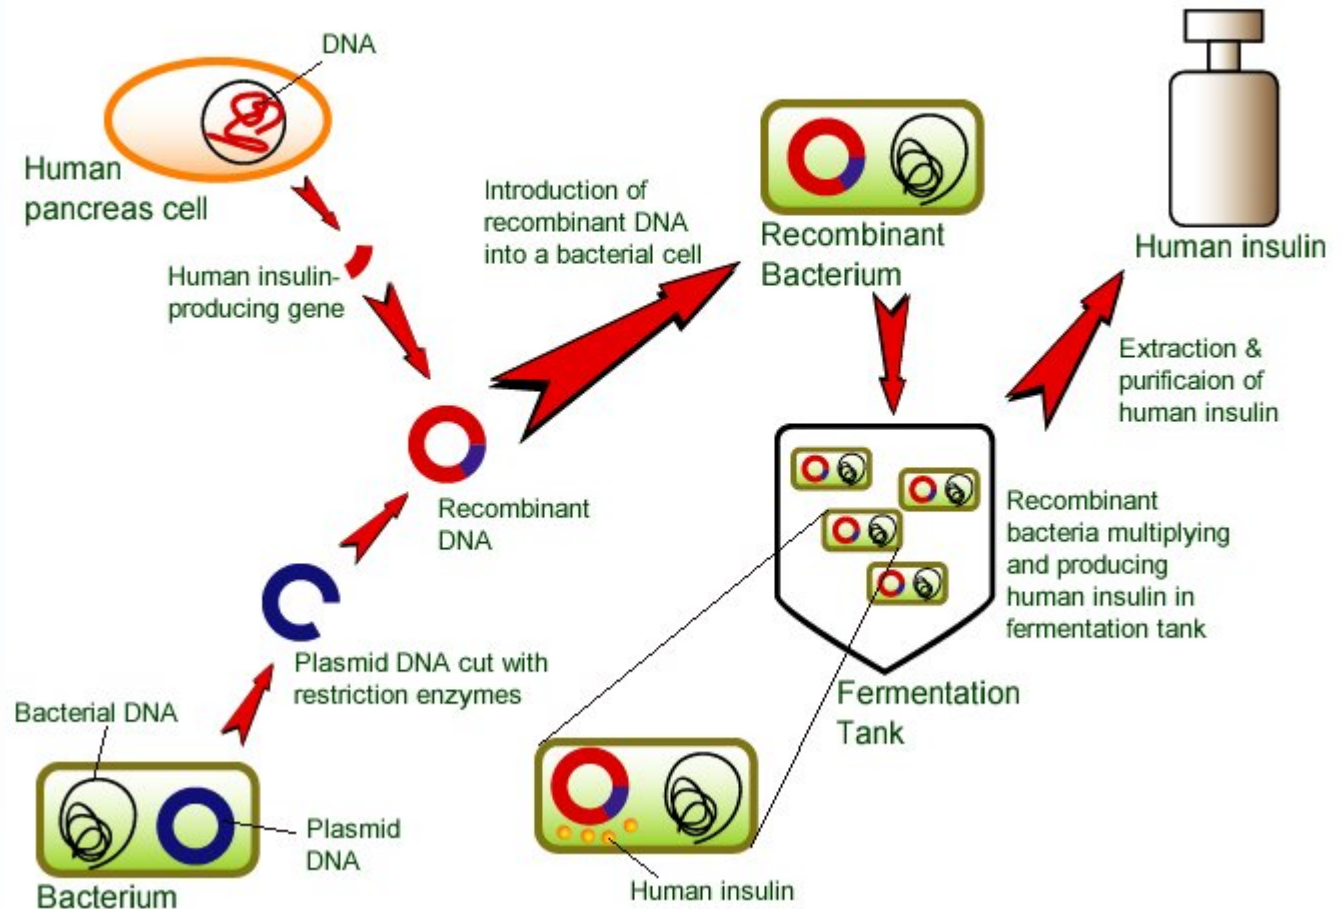 DNA
Human
pancreas cell
Human insulin-
producing gene
Introduction of
recombinant DNA
into a bacterial cell
Recombinant
Bacterium
Human insulin
Extraction &
purificaion of
human insulin
Recombinant
DNA
Plasmid DNA cut with
restriction enzymes
Bacterial DNA
Plasmid
DNA
Bacterium
Recombinant
bacteria multiplying
and producing
human insulin in
fermentation tank
Fermentation
Tank
Human insulin